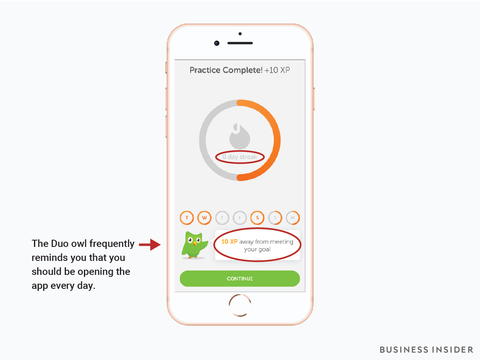 Practice Complete! +10 XP
0 day streak
T W T F S S M
10 XP away from meeting
your goal
CONTINUE
The Duo owl frequently
reminds you that you
should be opening the
app every day.
BUSINESS INSIDER